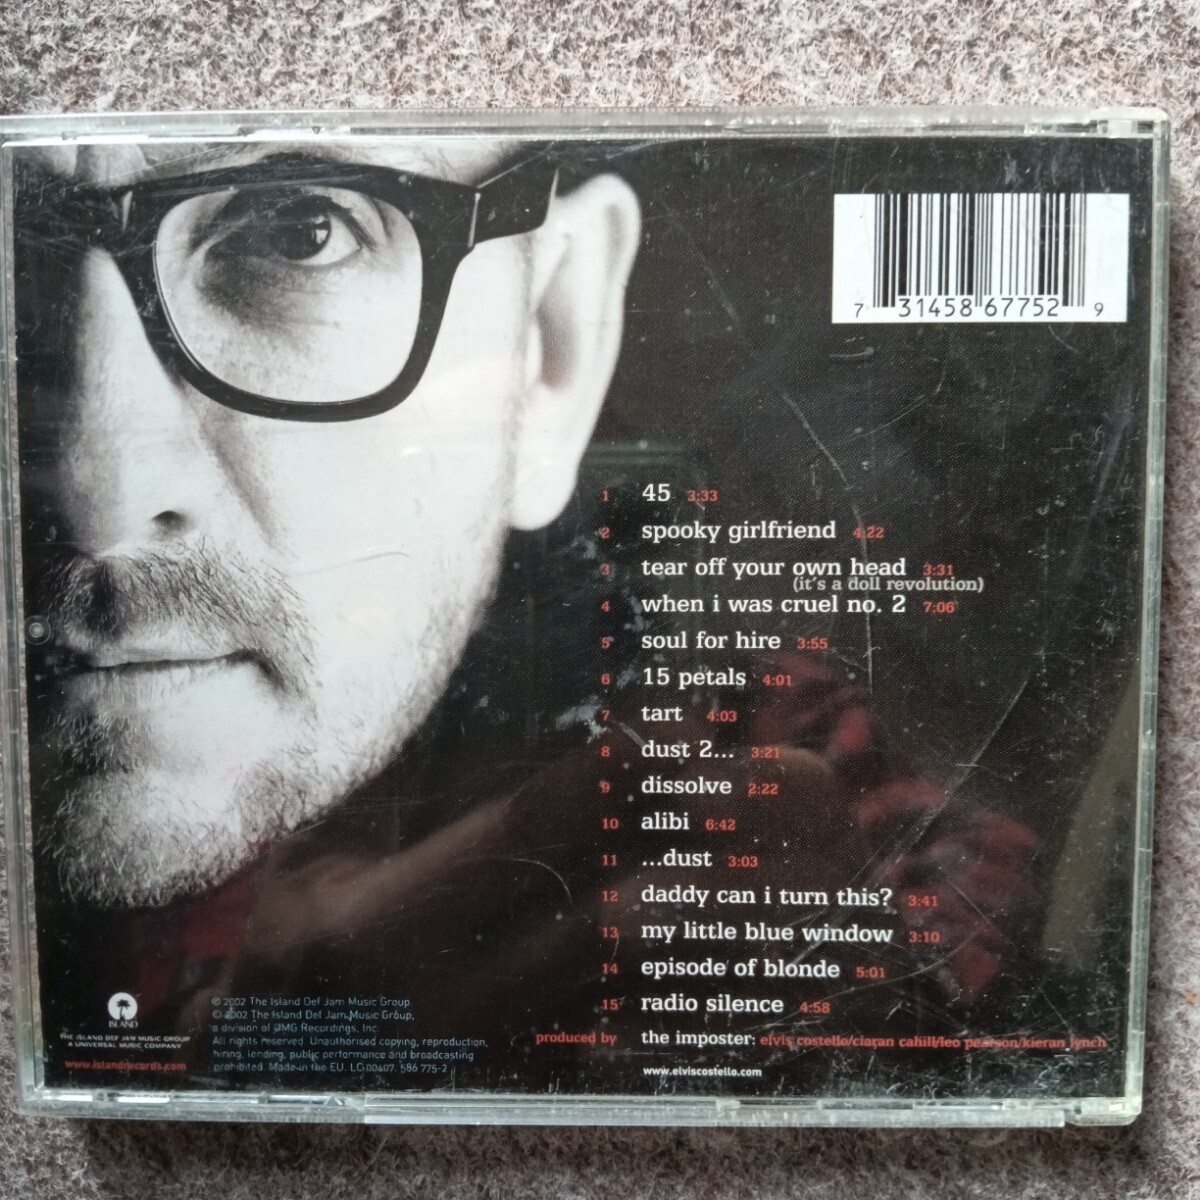 7 31458 67752 9
1 45 3:33
2 spooky girlfriend 4:22
3 tear off your own head 3:31
(it's a doll revolution)
4 when i was cruel no. 2 7:06
5 soul for hire 3:55
6 15 petals 4:01
7 tart 4:03
8 dust 2... 3:21
9 dissolve 2:22
10 alibi 6:42
11 ...dust 3:03
12 daddy can i turn this? 3:41
13 my little blue window 3:10
14 episode of blonde 5:01
15 radio silence 4:58
produced by the imposter: elvis costello/ciaran cahill/leo pearson/kieran lynch
www.elviscostello.com
ISLAND
THE ISLAND DEF JAM MUSIC GROUP
A UNIVERSAL MUSIC COMPANY
www.islandrecords.com
℗ 2002 The Island Def Jam Music Group
© 2002 The Island Def Jam Music Group,
a division of UMG Recordings, Inc.
All rights reserved. Unauthorised copying, reproduction,
hiring, lending, public performance and broadcasting
prohibited. Made in the EU. LC 00407. 586 775-2